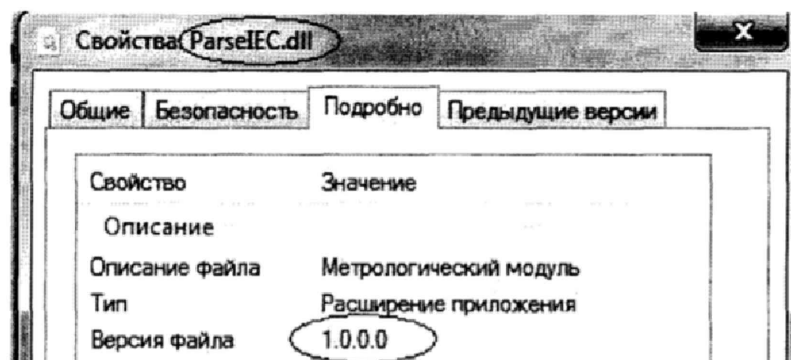 Свойства: ParseIEC.dll
Общие Безопасность Подробно Предыдущие версии
Свойство Значение
Описание
Описание файла Метрологический модуль
Тип Расширение приложения
Версия файла 1.0.0.0